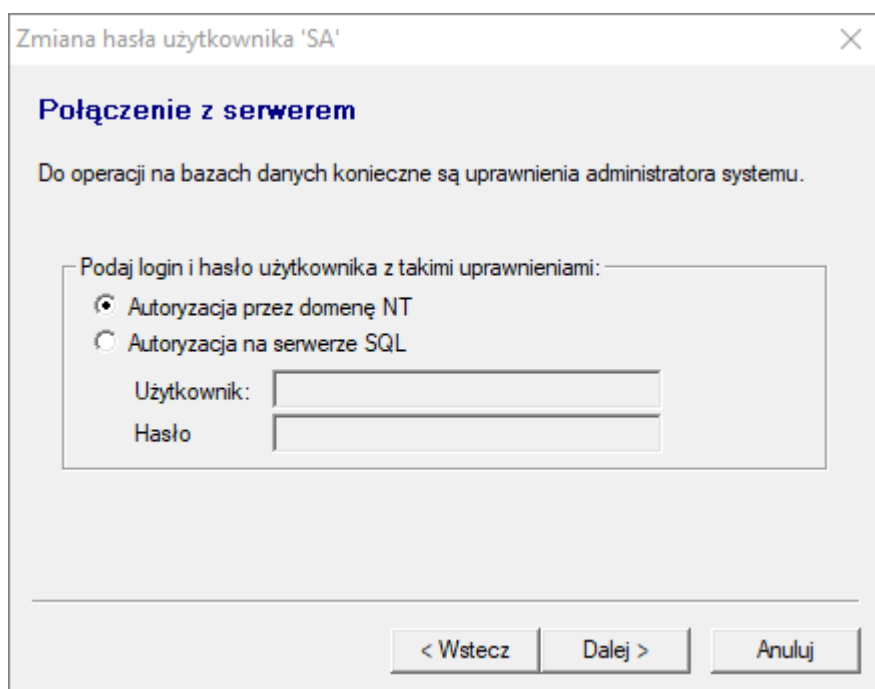 Zmiana hasła użytkownika 'SA'
Połączenie z serwerem
Do operacji na bazach danych konieczne są uprawnienia administratora systemu.
Podaj login i hasło użytkownika z takimi uprawnieniami:
Autoryzacja przez domenę NT
Autoryzacja na serwerze SQL
Użytkownik:
Hasło
< Wstecz Dalej > Anuluj